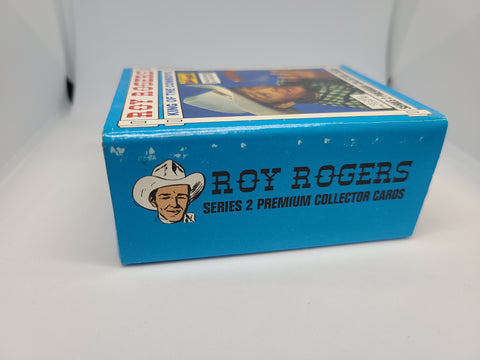 ROY ROGERS
KING OF THE COWBOYS
ROY ROGERS
SERIES 2 PREMIUM COLLECTOR CARDS